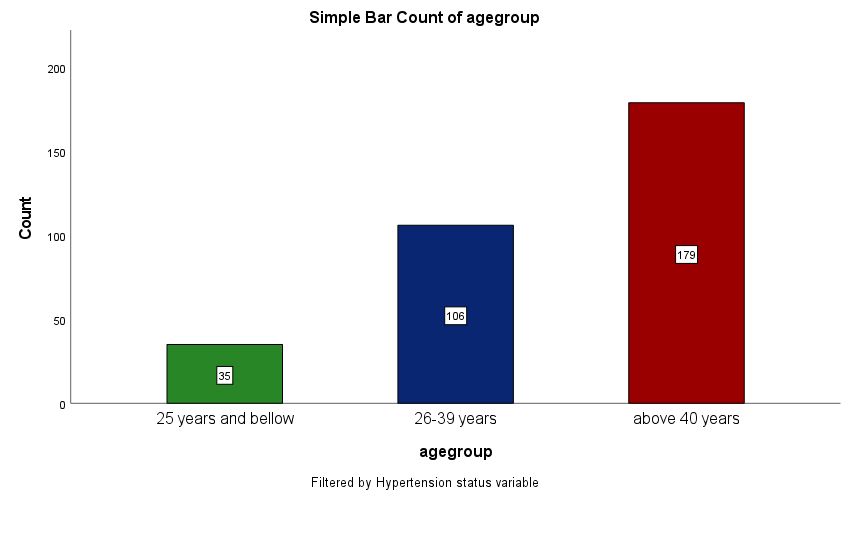 Simple Bar Count of agegroup
200
150
100
50
0
Count
35
106
179
25 years and bellow
26-39 years
above 40 years
agegroup
Filtered by Hypertension status variable